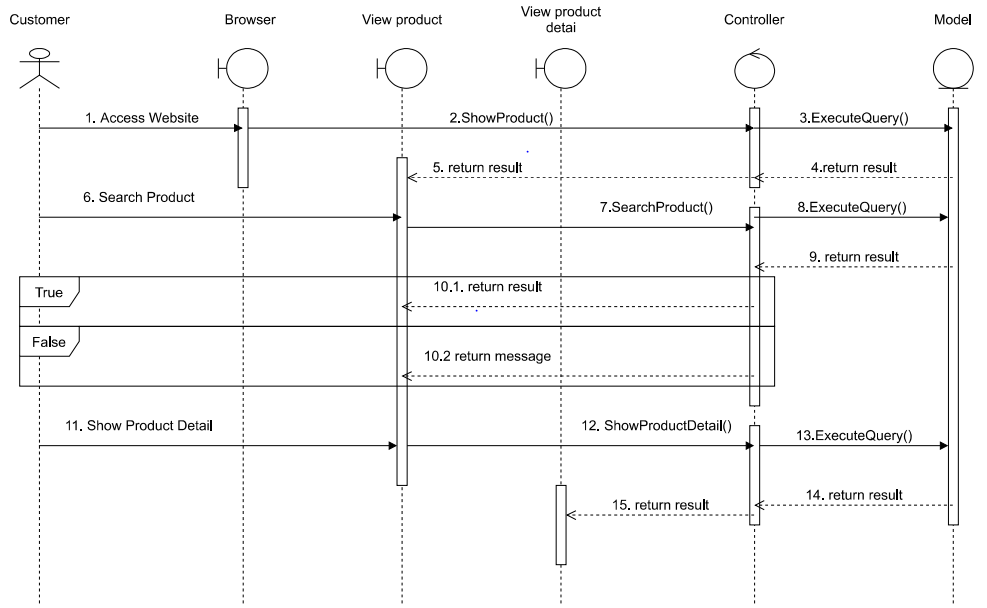 Customer
Browser
View product
View product
detai
Controller
Model
1. Access Website
2.ShowProduct()
3.ExecuteQuery()
5. return result
4.return result
6. Search Product
7.SearchProduct()
8.ExecuteQuery()
9. return result
True
10.1. return result
False
10.2 return message
11. Show Product Detail
12. ShowProductDetail()
13.ExecuteQuery()
14. return result
15. return result